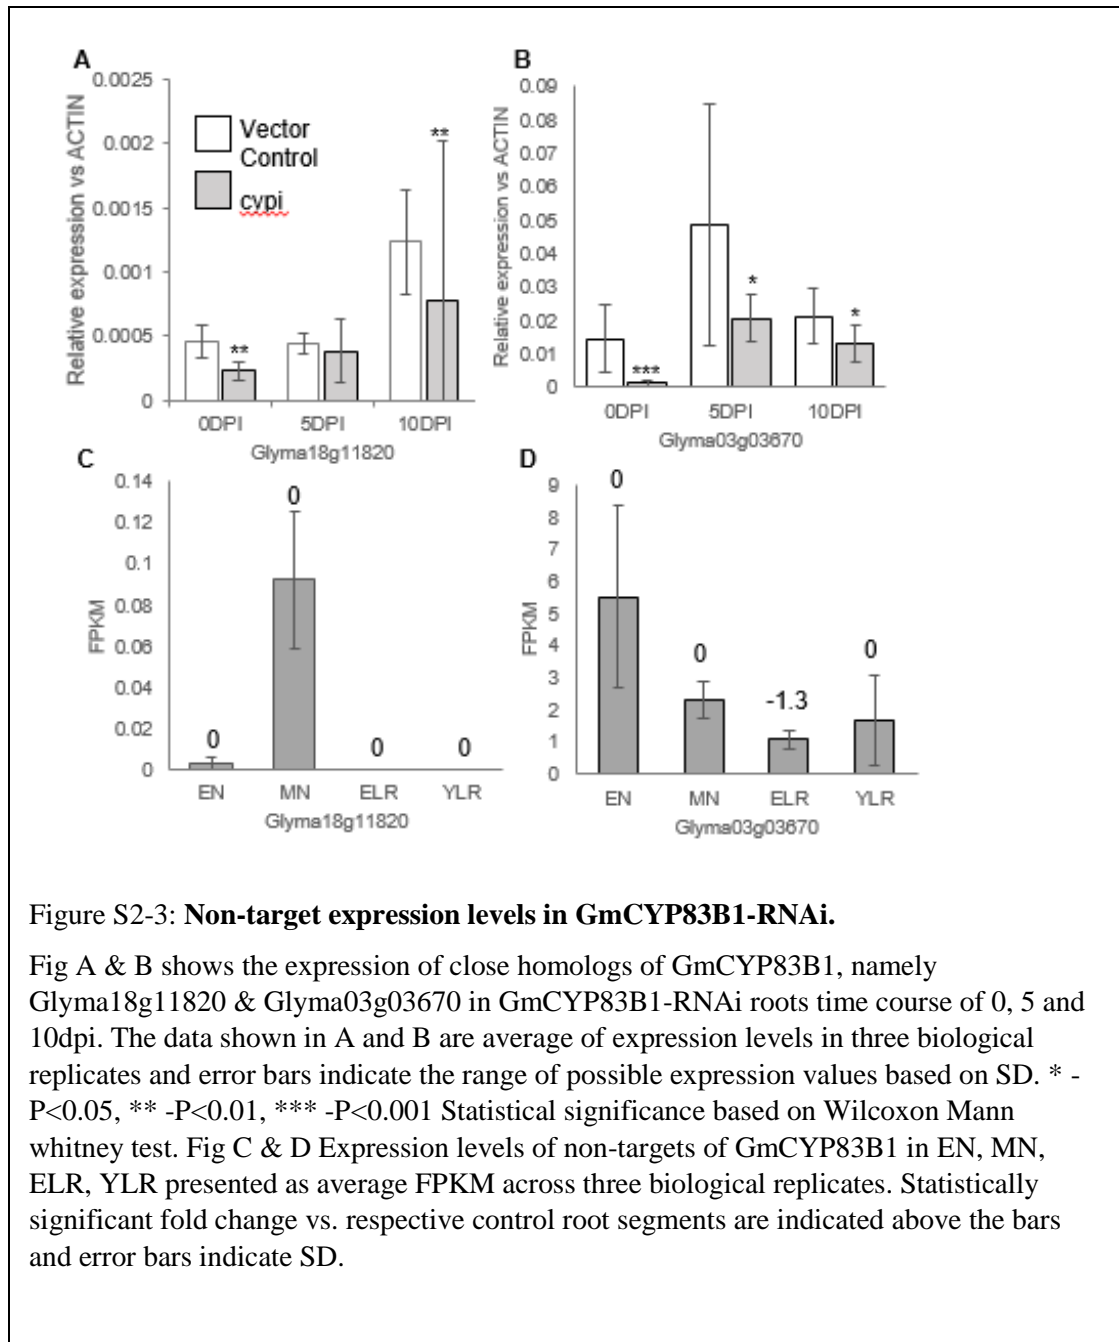 A
Relative expression vs ACTIN
0.0025
0.002
0.0015
0.001
0.0005
0
Vector
Control
cypi
**
**
0DPI 5DPI 10DPI
Glyma18g11820
B
Relative expression vs ACTIN
0.09
0.08
0.07
0.06
0.05
0.04
0.03
0.02
0.01
0
***
*
*
0DPI 5DPI 10DPI
Glyma03g03670
C
FPKM
0.14
0.12
0.1
0.08
0.06
0.04
0.02
0
0 0 0 0
EN MN ELR YLR
Glyma18g11820
D
FPKM
9
8
7
6
5
4
3
2
1
0
0 0 -1.3 0
EN MN ELR YLR
Glyma03g03670
Figure S2-3: Non-target expression levels in GmCYP83B1-RNAi.
Fig A & B shows the expression of close homologs of GmCYP83B1, namely
Glyma18g11820 & Glyma03g03670 in GmCYP83B1-RNAi roots time course of 0, 5 and
10dpi. The data shown in A and B are average of expression levels in three biological
replicates and error bars indicate the range of possible expression values based on SD. * -
P<0.05, ** -P<0.01, *** -P<0.001 Statistical significance based on Wilcoxon Mann
whitney test. Fig C & D Expression levels of non-targets of GmCYP83B1 in EN, MN,
ELR, YLR presented as average FPKM across three biological replicates. Statistically
significant fold change vs. respective control root segments are indicated above the bars
and error bars indicate SD.